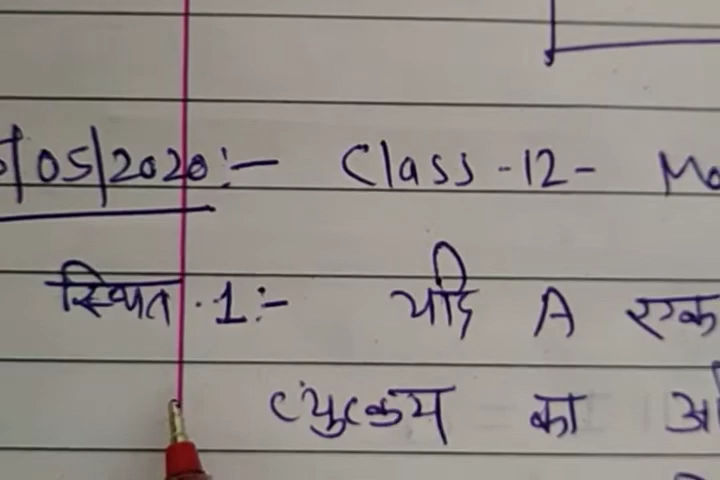 /05/2020:- Class -12-
स्थित.1:- यदि A एक
व्युत्क्रम का